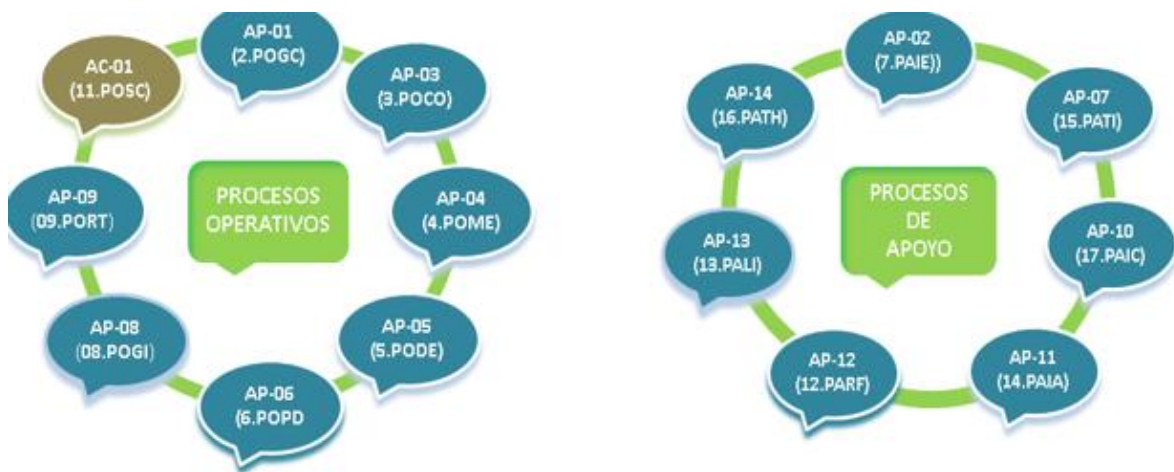 AP-01
(2.POGC)
AP-03
(3.POCO)
AP-04
(4.POME)
AP-05
(5.PODE)
AP-06
(6.POPD
AP-08
(08.POGI)
AP-09
(09.PORT)
AC-01
(11.POSC)
PROCESOS
OPERATIVOS
AP-02
(7.PAIE))
AP-07
(15.PATI)
AP-10
(17.PAIC)
AP-11
(14.PAIA)
AP-12
(12.PARF)
AP-13
(13.PALI)
AP-14
(16.PATH)
PROCESOS
DE
APOYO